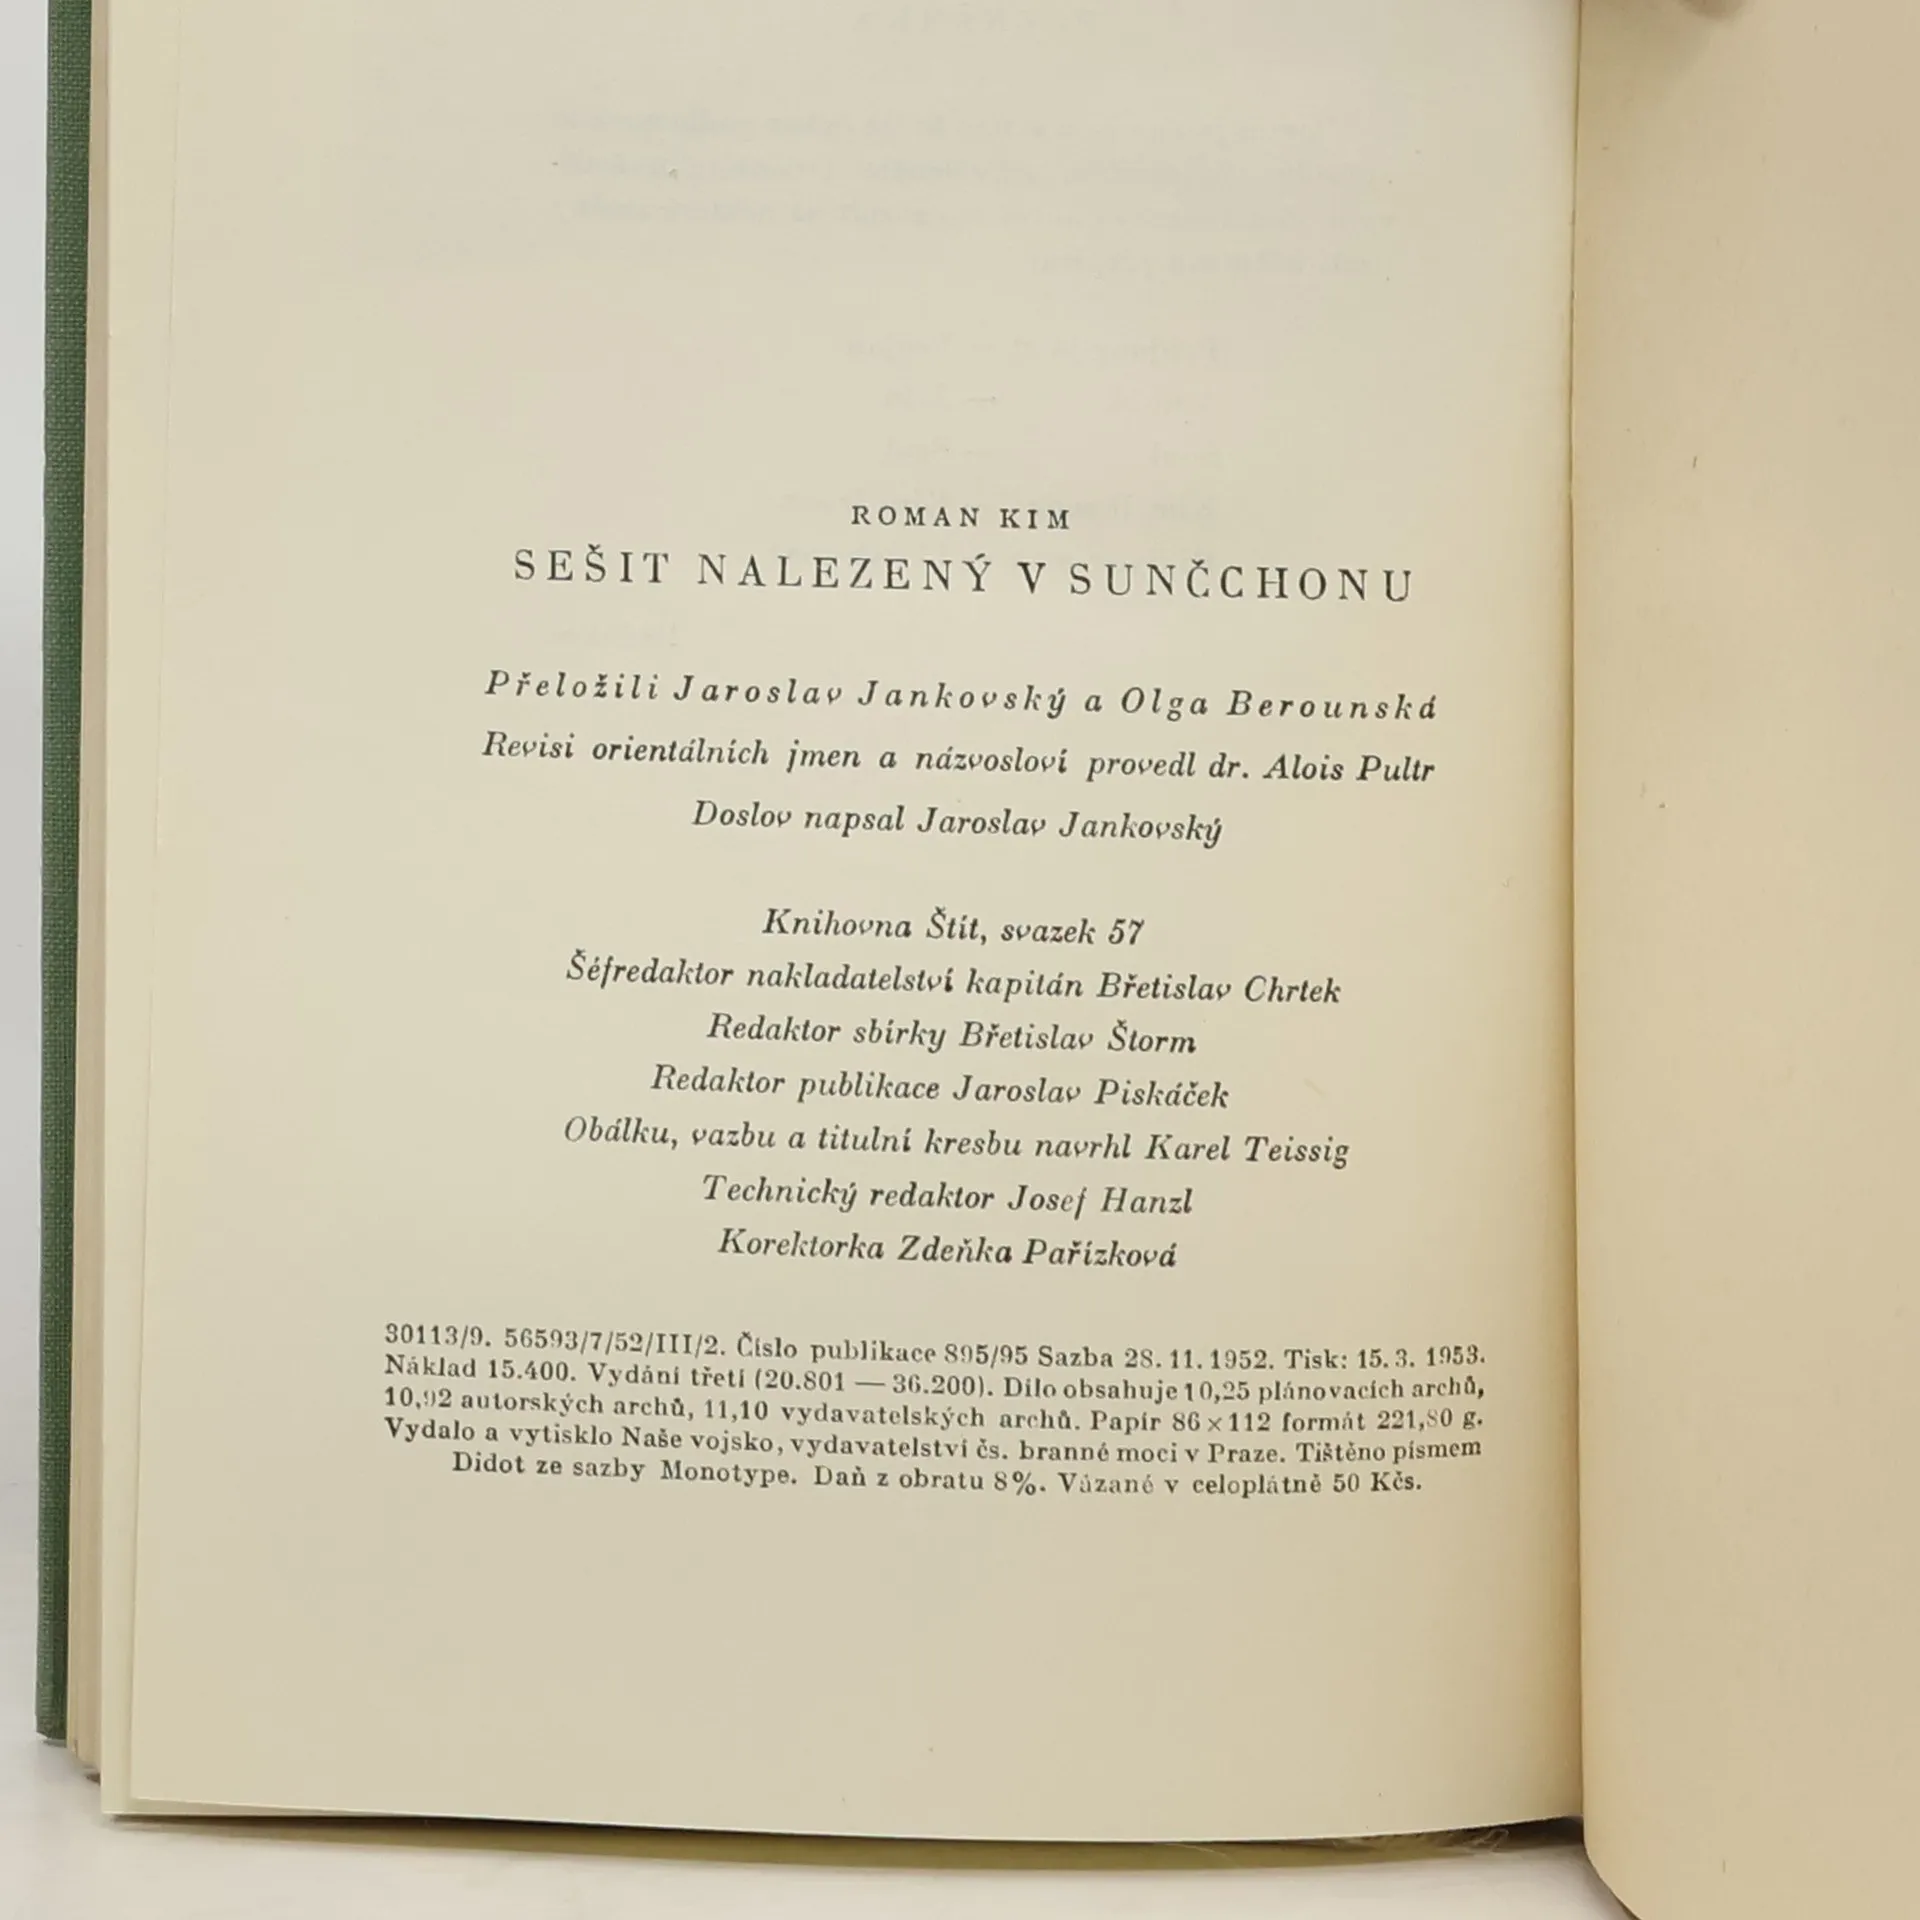 ROMAN KIM
SEŠIT NALEZENÝ V SUNČCHONU
Přeložili Jaroslav Jankovský a Olga Berounská
Revisi orientálních jmen a názvosloví provedl dr. Alois Pultr
Doslov napsal Jaroslav Jankovský
Knihovna Štít, svazek 57
Šéfredaktor nakladatelství kapitán Břetislav Chrtek
Redaktor sbírky Břetislav Štorm
Redaktor publikace Jaroslav Piskáček
Obálku, vazbu a titulní kresbu navrhl Karel Teissig
Technický redaktor Josef Hanzl
Korektorka Zdeňka Pařízková
30113/9. 56593/7/52/III/2. Číslo publikace 895/95 Sazba 28. 11. 1952. Tisk: 15. 3. 1953.
Náklad 15.400. Vydání třetí (20.801 — 36.200). Dílo obsahuje 10,25 plánovacích archů,
10,92 autorských archů, 11,10 vydavatelských archů. Papír 86×112 formát 221,80 g.
Vydalo a vytisklo Naše vojsko, vydavatelství čs. branné moci v Praze. Tištěno písmem
Didot ze sazby Monotype. Daň z obratu 8%. Vázané v celoplátně 50 Kčs.